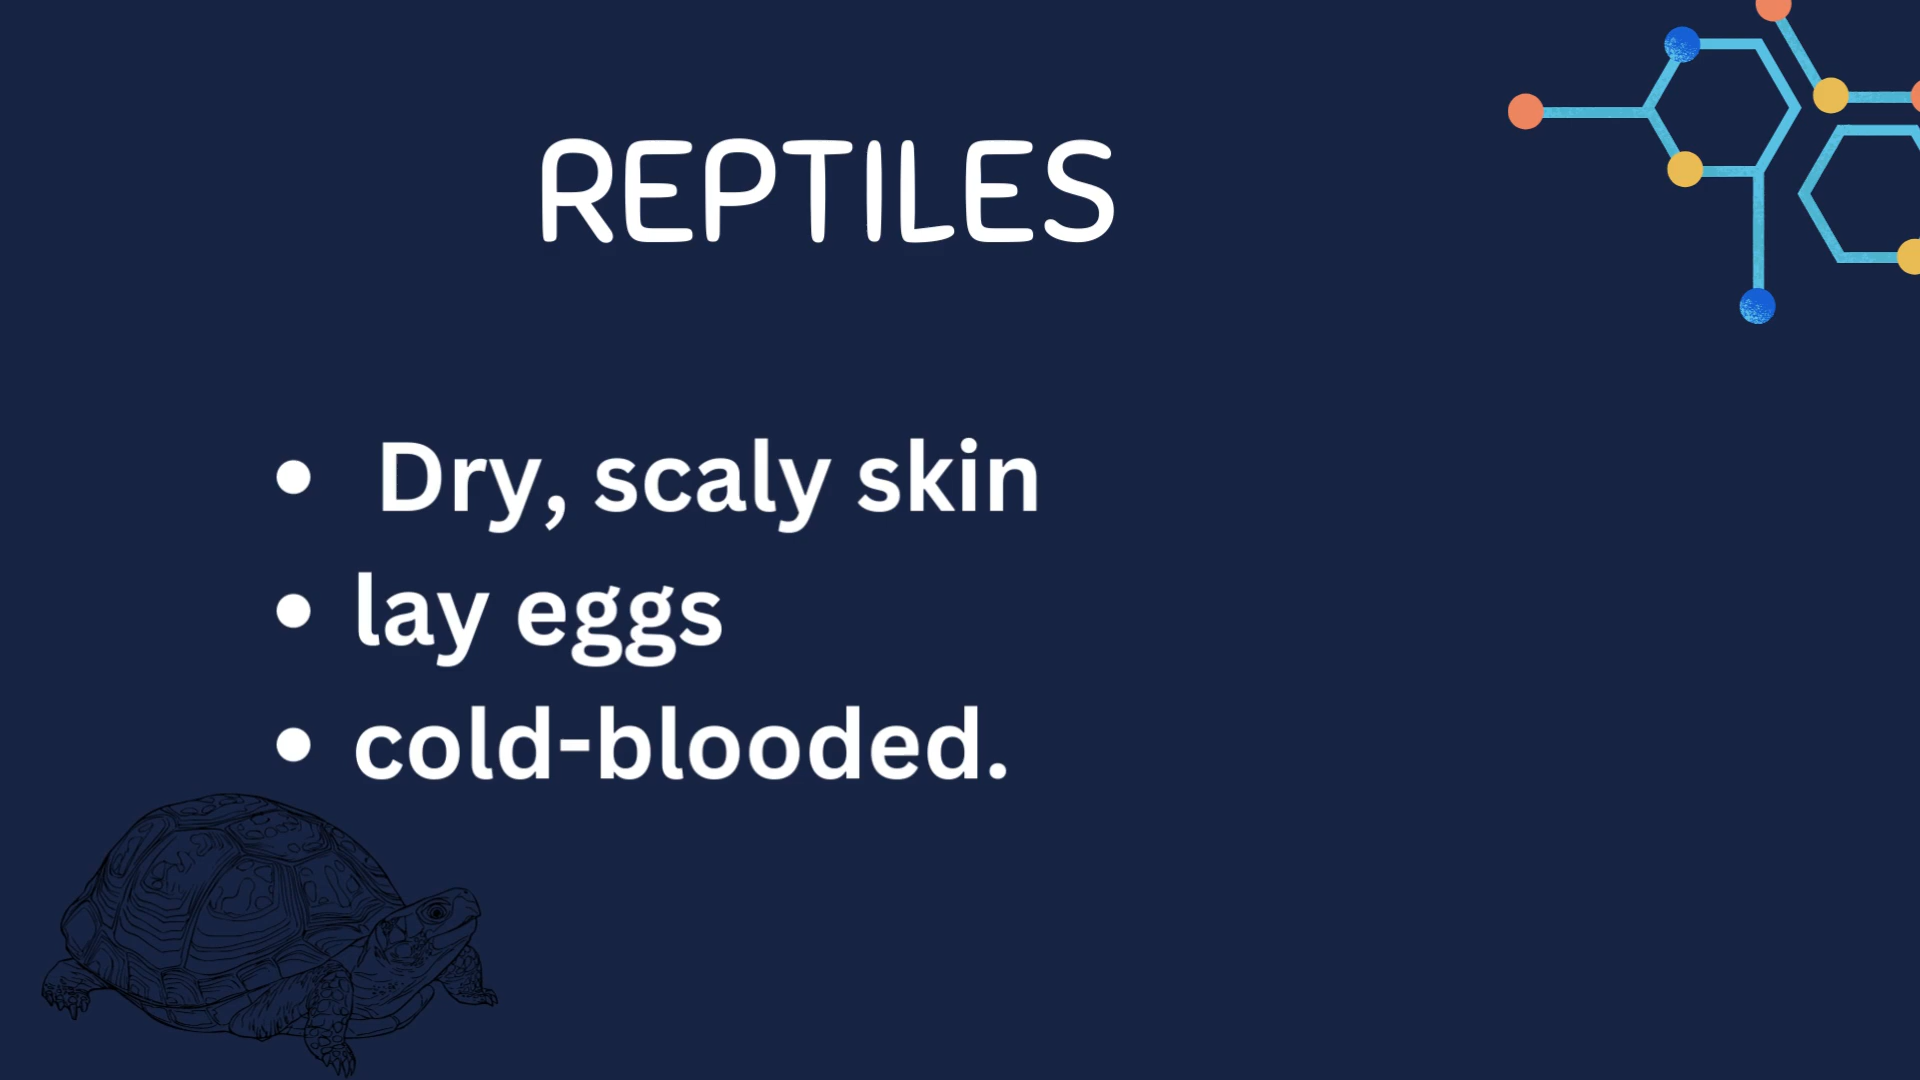 REPTILES
• Dry, scaly skin
• lay eggs
• cold-blooded.